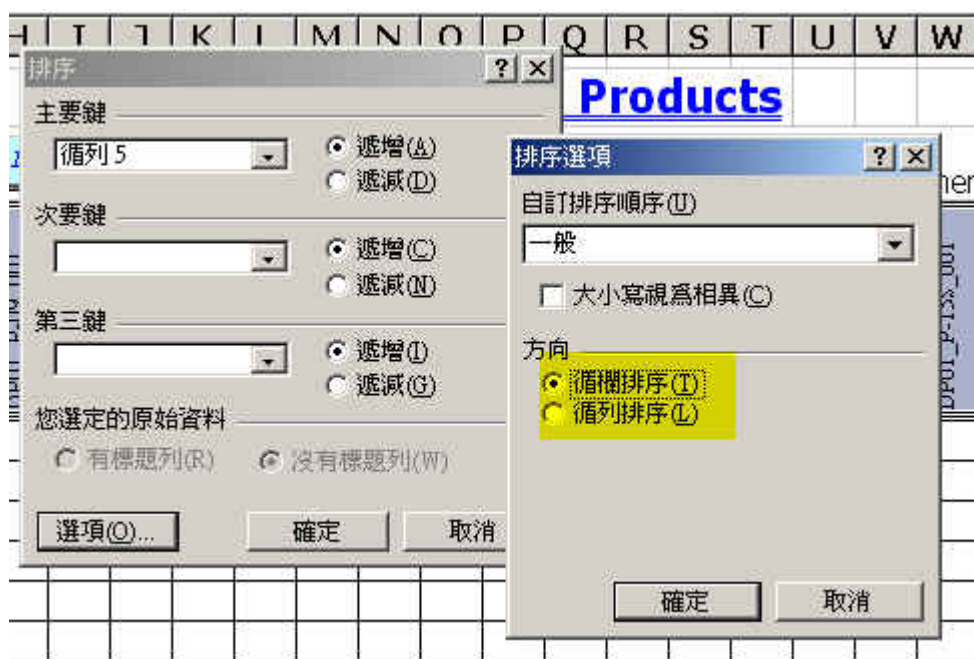 I J K L M N O P Q R S T U V W
Products
排序
主要鍵
循列 5
遞增(A)
遞減(D)
次要鍵
遞增(C)
遞減(N)
第三鍵
遞增(I)
遞減(G)
您選定的原始資料
有標題列(R) 沒有標題列(W)
選項(O)... 確定 取消
排序選項
自訂排序順序(U)
一般
大小寫視為相異(C)
方向
循欄排序(T)
循列排序(L)
確定 取消